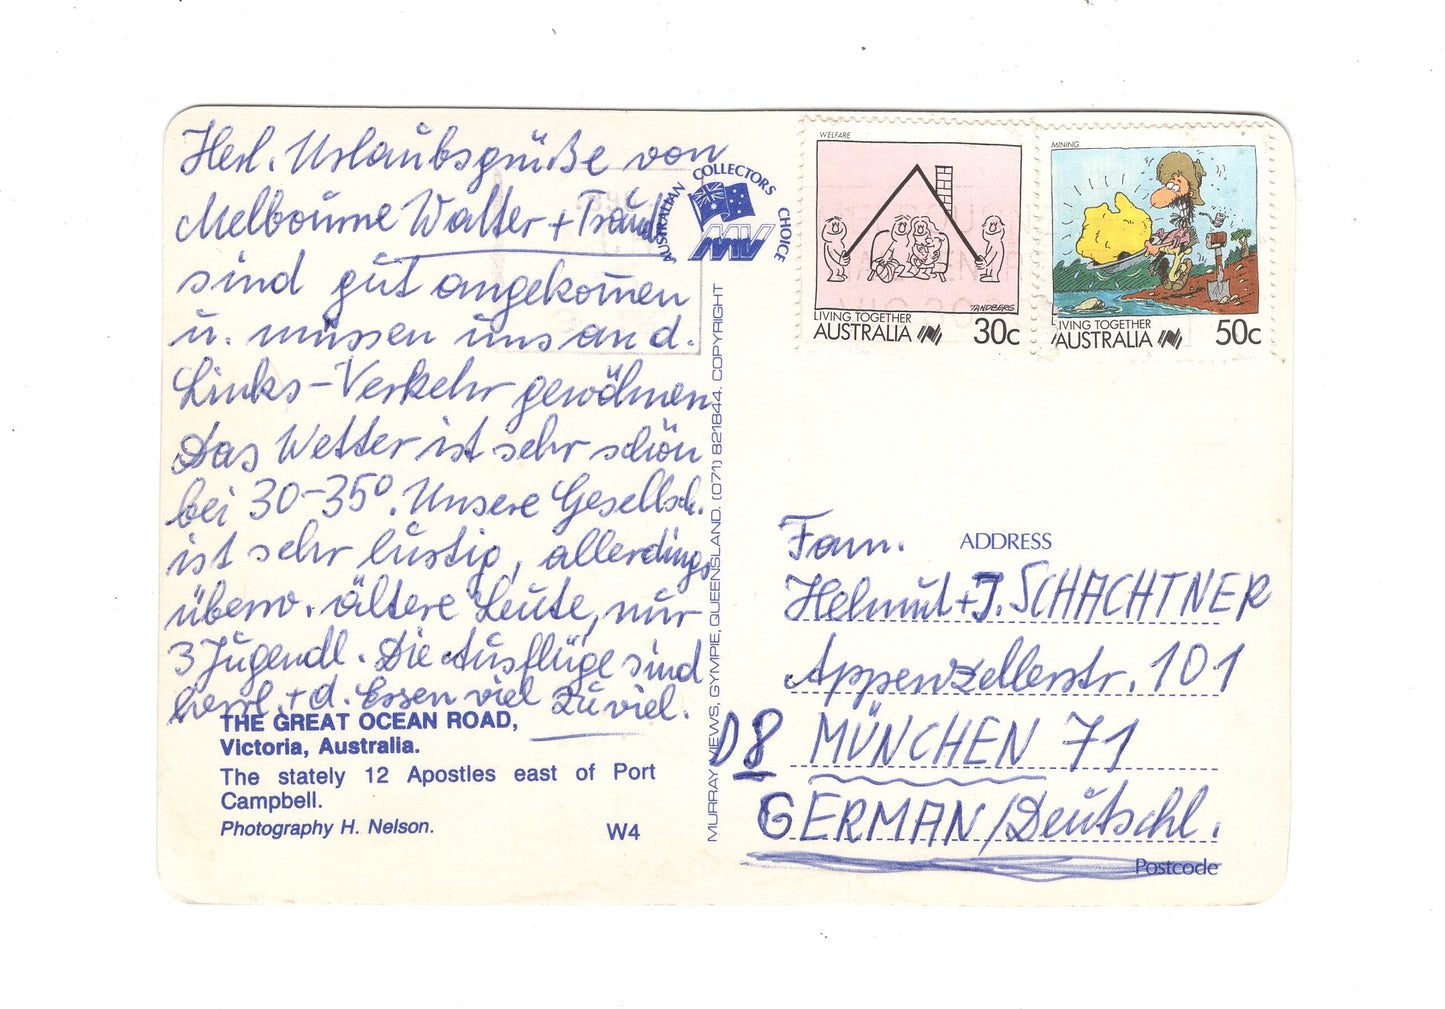 Herl. Urlaubsgrüße von
Melbourne Walter + Traudl
sind gut angekom̅en
u. müssen uns an d.
Links-Verkehr gewöhnen
Das Wetter ist sehr schön
bei 30-35°. Unsere Gesellsch.
ist sehr lustig, allerdings
überw. ältere Leute, nur
3 Jugendl. Die Ausflüge sind
herrl. + d. Essen viel zu viel.
THE GREAT OCEAN ROAD,
Victoria, Australia.
The stately 12 Apostles east of Port
Campbell.
Photography H. Nelson.
W4
AUSTRALIAN COLLECTORS CHOICE
MV
MURRAY VIEWS, GYMPIE, QUEENSLAND. (071) 821844. COPYRIGHT
WELFARE
TANDBERG
LIVING TOGETHER
AUSTRALIA 30c
MINING
LIVING TOGETHER
AUSTRALIA 50c
ADDRESS
Fam.
Helmut + J. SCHACHTNER
Appenzellerstr. 101
D8 MÜNCHEN 71
GERMAN/Deutschl.
Postcode